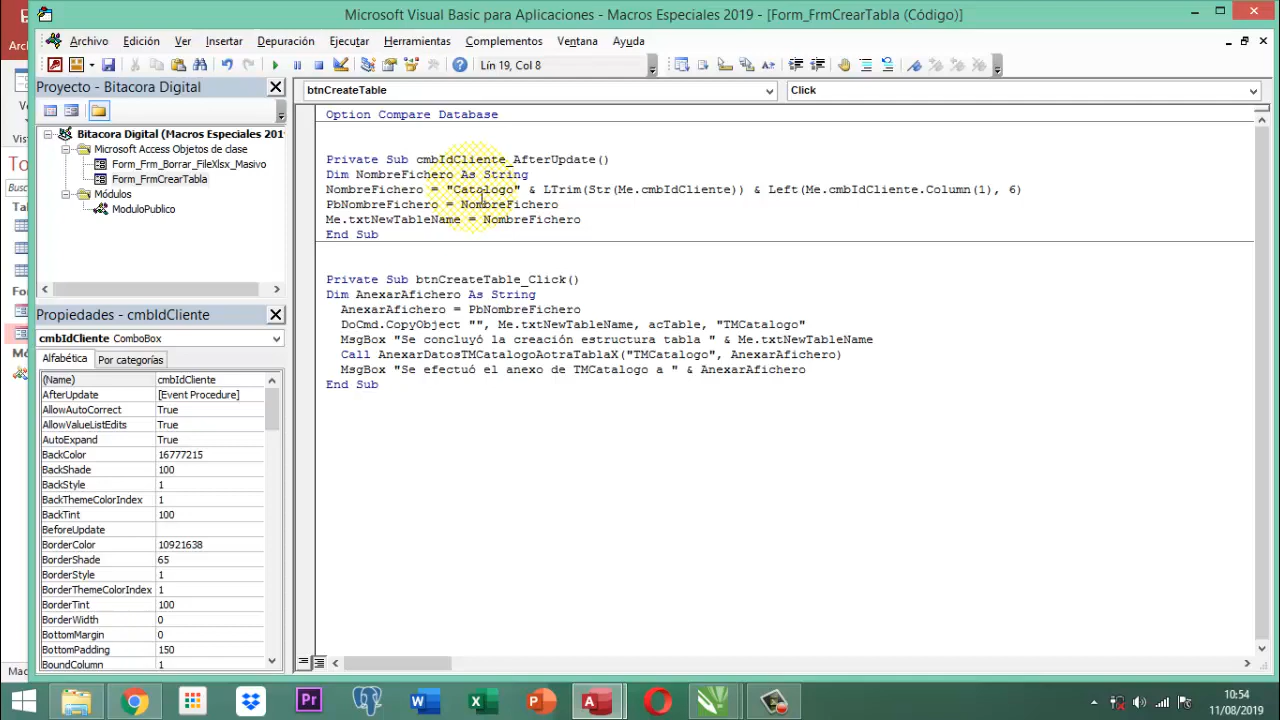 Microsoft Visual Basic para Aplicaciones - Macros Especiales 2019 - [Form_FrmCrearTabla (Código)]
Archivo Edición Ver Insertar Depuración Ejecutar Herramientas Complementos Ventana Ayuda
Lín 19, Col 8
Proyecto - Bitacora Digital
btnCreateTable
Click
Bitacora Digital (Macros Especiales 2019
Microsoft Access Objetos de clase
Form_Frm_Borrar_FileXlsx_Masivo
Form_FrmCrearTabla
Módulos
ModuloPublico
Option Compare Database
Private Sub cmbIdCliente_AfterUpdate()
Dim NombreFichero As String
NombreFichero = "Catologo" & LTrim(Str(Me.cmbIdCliente)) & Left(Me.cmbIdCliente.Column(1), 6)
PbNombreFichero = NombreFichero
Me.txtNewTableName = NombreFichero
End Sub
Private Sub btnCreateTable_Click()
Dim AnexarAfichero As String
AnexarAfichero = PbNombreFichero
DoCmd.CopyObject "", Me.txtNewTableName, acTable, "TMCatalogo"
MsgBox "Se concluyó la creación estructura tabla " & Me.txtNewTableName
Call AnexarDatosTMCatalogoAotraTablaX("TMCatalogo", AnexarAfichero)
MsgBox "Se efectuó el anexo de TMCatalogo a " & AnexarAfichero
End Sub
Propiedades - cmbIdCliente
cmbIdCliente ComboBox
Alfabética Por categorías
(Name) cmbIdCliente
AfterUpdate [Event Procedure]
AllowAutoCorrect True
AllowValueListEdits True
AutoExpand True
BackColor 16777215
BackShade 100
BackStyle 1
BackThemeColorIndex 1
BackTint 100
BeforeUpdate
BorderColor 10921638
BorderShade 65
BorderStyle 1
BorderThemeColorIndex 1
BorderTint 100
BorderWidth 0
BottomMargin 0
BottomPadding 150
BoundColumn 1
10:54
11/08/2019